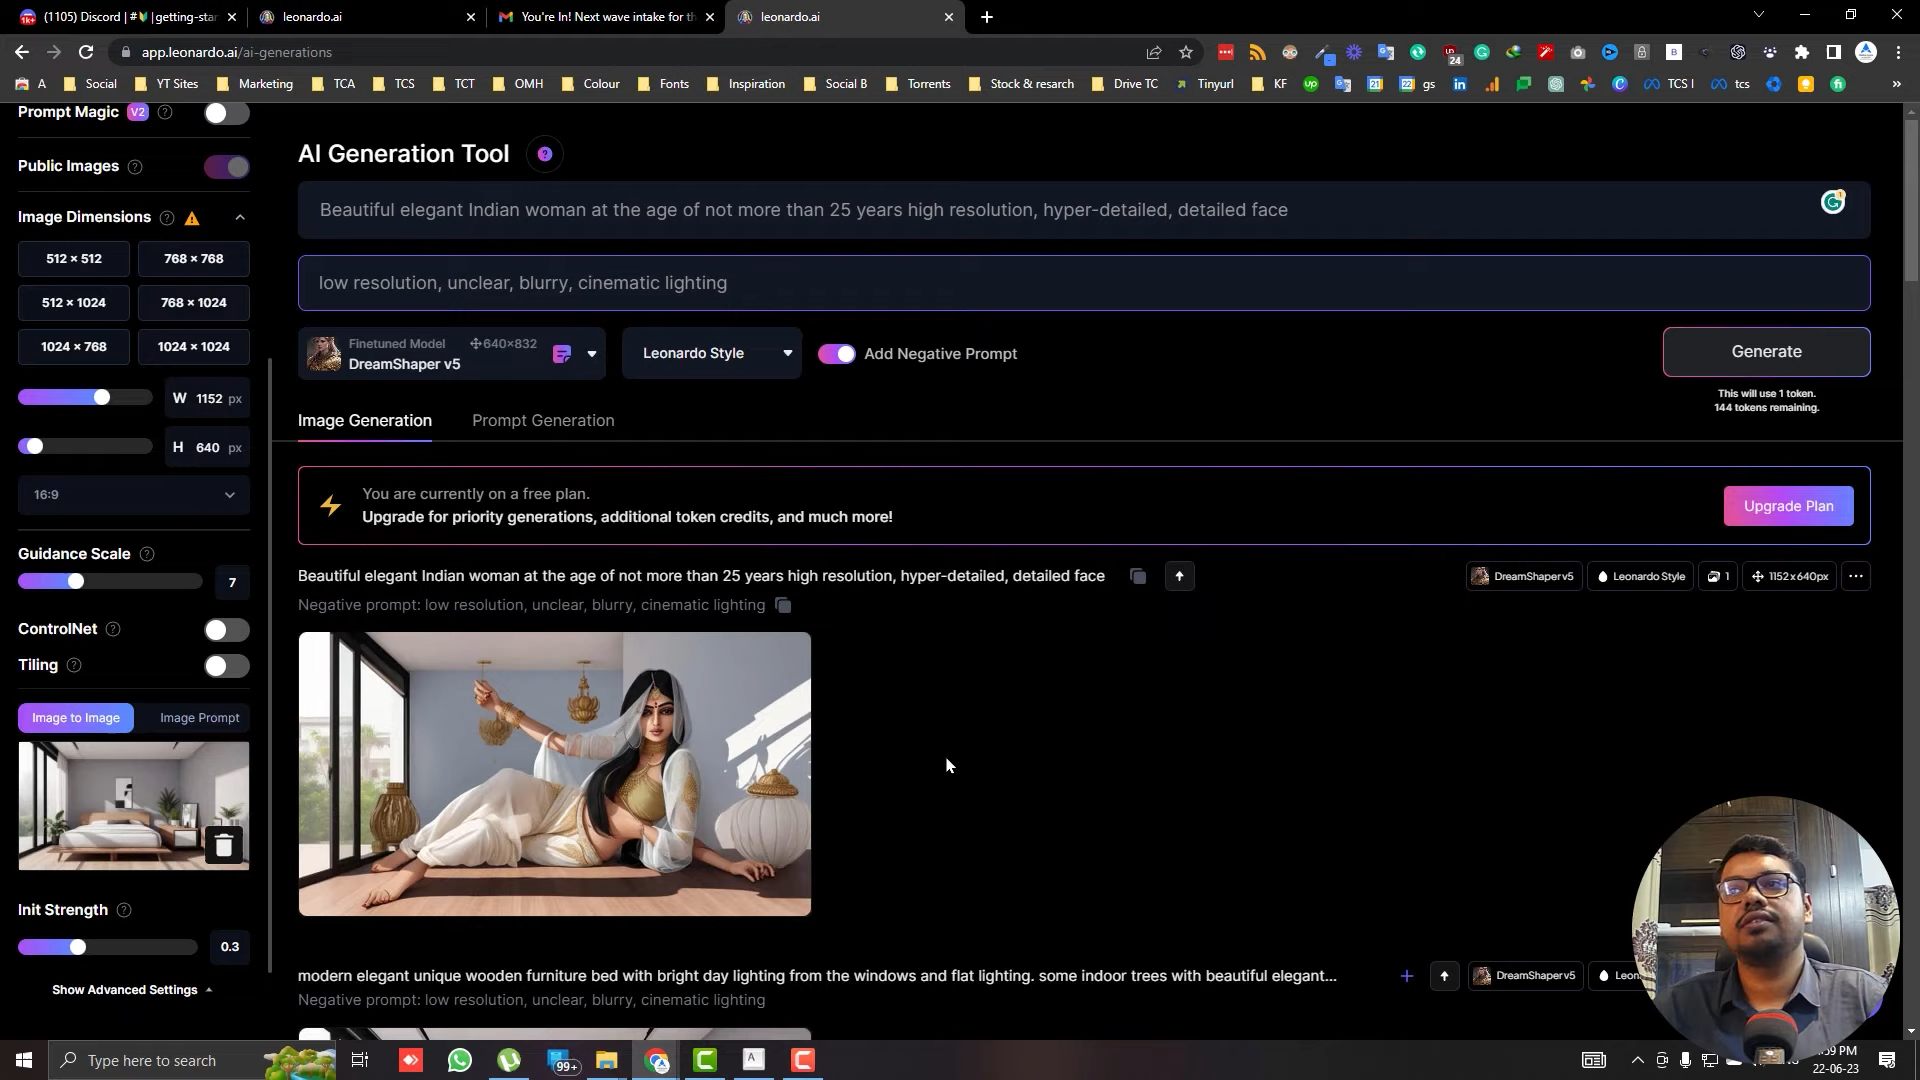 (1105) Discord | # | getting-star
leonardo.ai
You're In! Next wave intake for th
leonardo.ai
app.leonardo.ai/ai-generations
24
A
Social
YT Sites
Marketing
TCA
TCS
TCT
OMH
Colour
Fonts
Inspiration
Social B
Torrents
Stock & resarch
Drive TC
Tinyurl
KF
gs
TCS I
tcs
Prompt Magic V2
Public Images
Image Dimensions
512 × 512
768 × 768
512 × 1024
768 × 1024
1024 × 768
1024 × 1024
W 1152 px
H 640 px
16:9
Guidance Scale
7
ControlNet
Tiling
Image to Image
Image Prompt
Init Strength
0.3
Show Advanced Settings
AI Generation Tool
Beautiful elegant Indian woman at the age of not more than 25 years high resolution, hyper-detailed, detailed face
low resolution, unclear, blurry, cinematic lighting
Finetuned Model
640×832
DreamShaper v5
Leonardo Style
Add Negative Prompt
Generate
This will use 1 token.
144 tokens remaining.
Image Generation
Prompt Generation
You are currently on a free plan.
Upgrade for priority generations, additional token credits, and much more!
Upgrade Plan
Beautiful elegant Indian woman at the age of not more than 25 years high resolution, hyper-detailed, detailed face
DreamShaper v5
Leonardo Style
1
1152x640px
Negative prompt: low resolution, unclear, blurry, cinematic lighting
modern elegant unique wooden furniture bed with bright day lighting from the windows and flat lighting. some indoor trees with beautiful elegant...
DreamShaper v5
Leon
Negative prompt: low resolution, unclear, blurry, cinematic lighting
Type here to search
99+
:39 PM
22-06-23